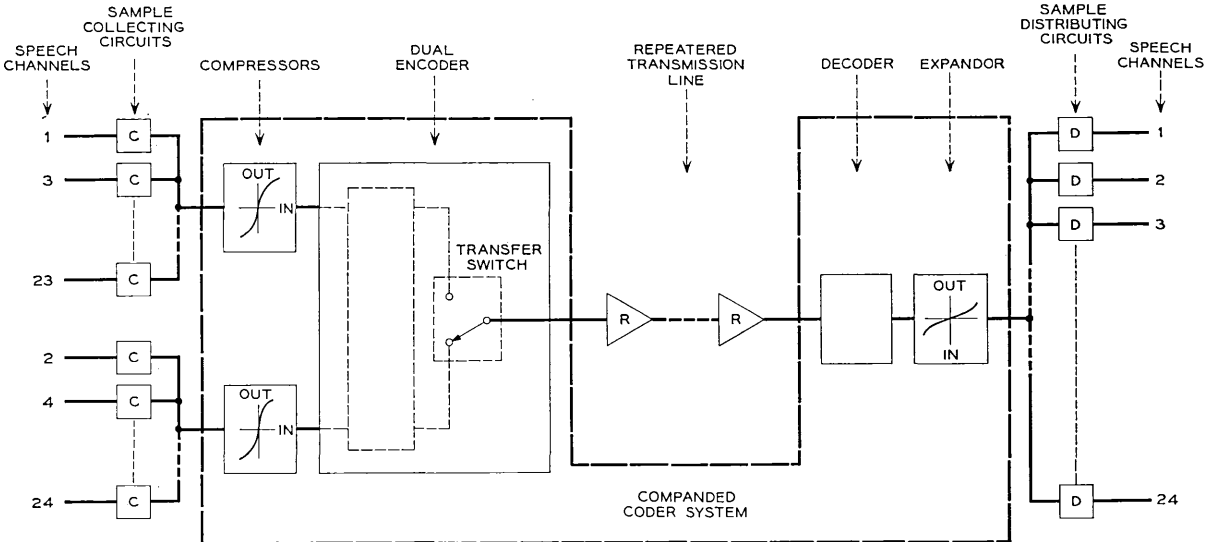 SPEECH
CHANNELS
SAMPLE
COLLECTING
CIRCUITS
COMPRESSORS
DUAL
ENCODER
REPEATERED
TRANSMISSION
LINE
DECODER
EXPANDOR
SAMPLE
DISTRIBUTING
CIRCUITS
SPEECH
CHANNELS
1
C
3
C
23
C
2
C
4
C
24
C
OUT
IN
OUT
IN
TRANSFER
SWITCH
R
R
OUT
IN
D
1
D
2
D
3
D
24
COMPANDED
CODER SYSTEM